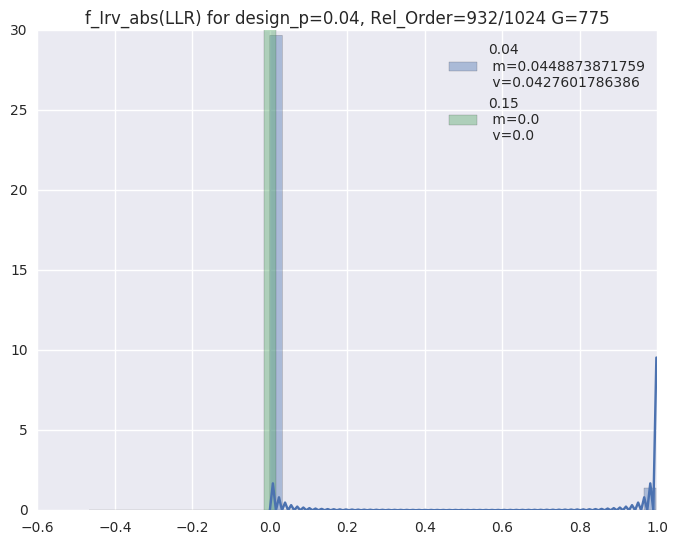 f_Irv_abs(LLR) for design_p=0.04, Rel_Order=932/1024 G=775
0.04
m=0.0448873871759
v=0.0427601786386
0.15
m=0.0
v=0.0
30
25
20
15
10
5
0
-0.6 -0.4 -0.2 0.0 0.2 0.4 0.6 0.8 1.0